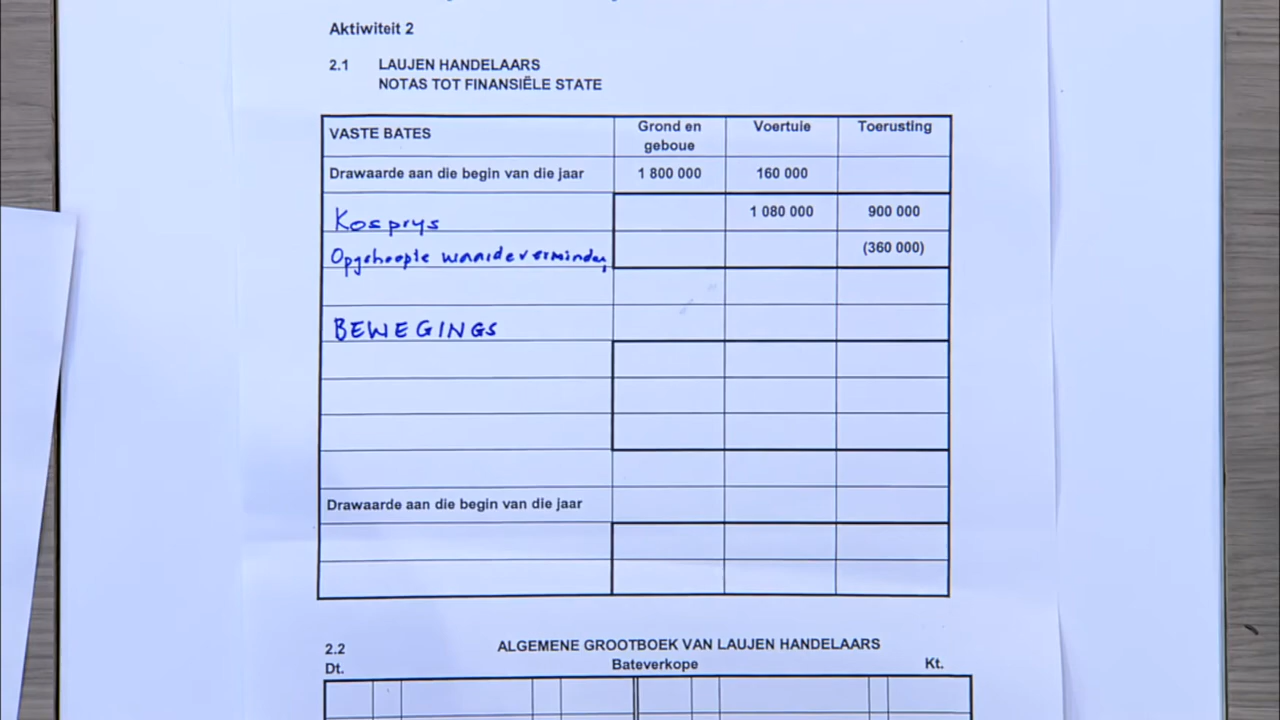 Aktiwiteit 2
2.1 LAUJEN HANDELAARS
NOTAS TOT FINANSIËLE STATE
VASTE BATES Grond en geboue Voertuie Toerusting
Drawaarde aan die begin van die jaar 1 800 000 160 000
Kosprys 1 080 000 900 000
Opgehoopte waardevermindering (360 000)
BEWEGINGS
Drawaarde aan die begin van die jaar
2.2 ALGEMENE GROOTBOEK VAN LAUJEN HANDELAARS
Dt. Bateverkope Kt.